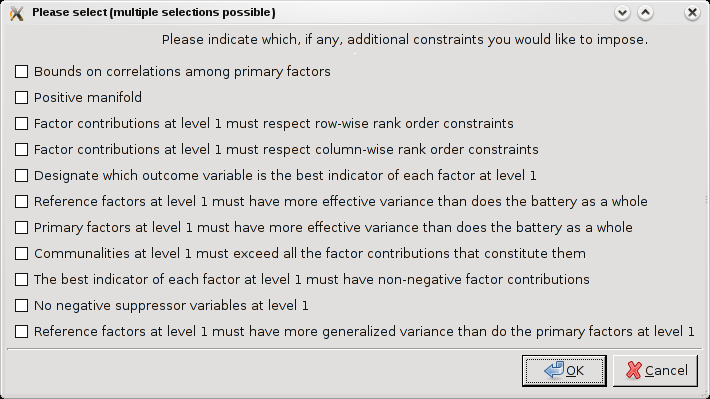 Please select (multiple selections possible)
Please indicate which, if any, additional constraints you would like to impose.
Bounds on correlations among primary factors
Positive manifold
Factor contributions at level 1 must respect row-wise rank order constraints
Factor contributions at level 1 must respect column-wise rank order constraints
Designate which outcome variable is the best indicator of each factor at level 1
Reference factors at level 1 must have more effective variance than does the battery as a whole
Primary factors at level 1 must have more effective variance than does the battery as a whole
Communalities at level 1 must exceed all the factor contributions that constitute them
The best indicator of each factor at level 1 must have non-negative factor contributions
No negative suppressor variables at level 1
Reference factors at level 1 must have more generalized variance than do the primary factors at level 1
OK Cancel